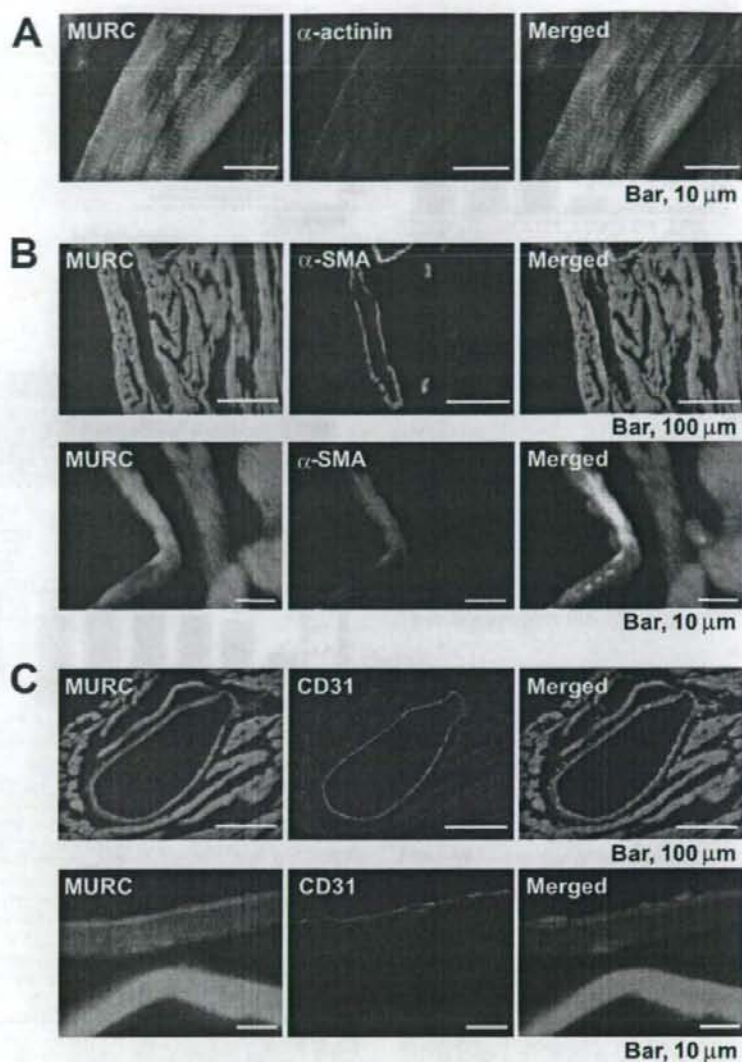 A
MURC α-actinin Merged
Bar, 10 μm
B
MURC α-SMA Merged
Bar, 100 μm
MURC α-SMA Merged
Bar, 10 μm
C
MURC CD31 Merged
Bar, 100 μm
MURC CD31 Merged
Bar, 10 μm